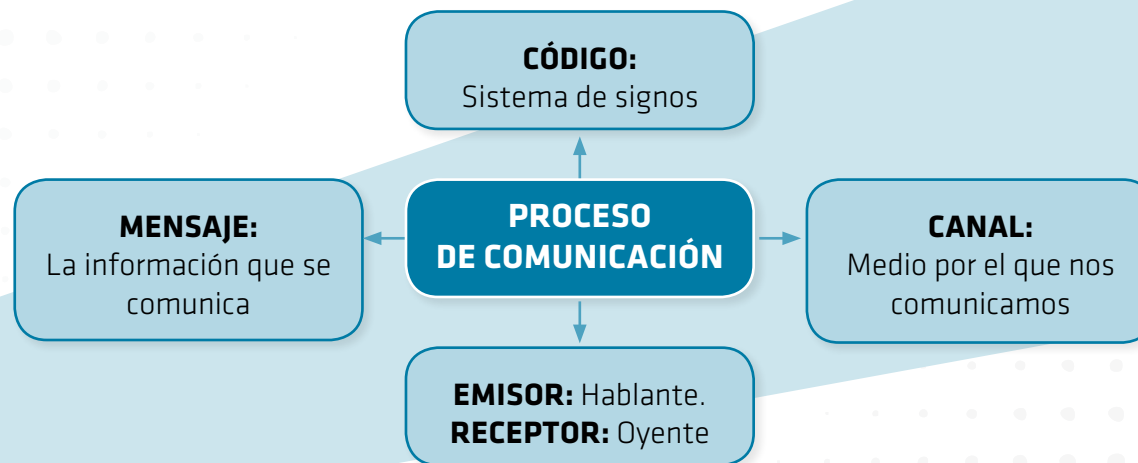 CÓDIGO:
Sistema de signos
MENSAJE:
La información que se
comunica
PROCESO
DE COMUNICACIÓN
CANAL:
Medio por el que nos
comunicamos
EMISOR: Hablante.
RECEPTOR: Oyente